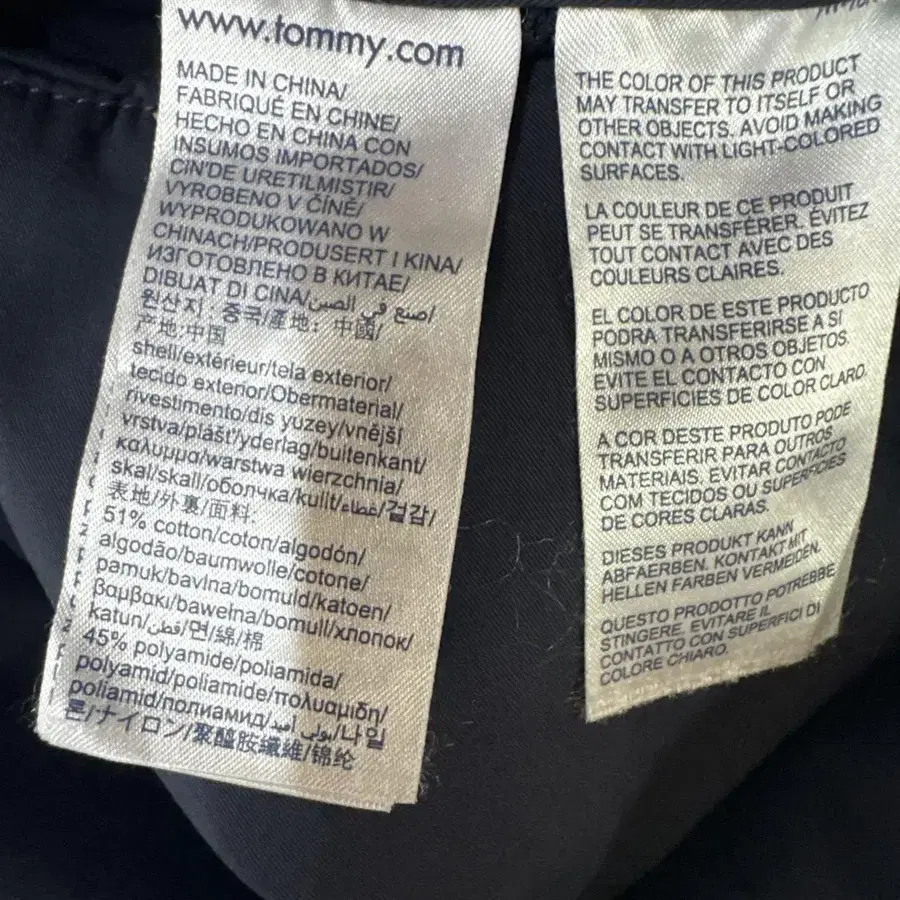 www.tommy.com
MADE IN CHINA/
FABRIQUÉ EN CHINE/
HECHO EN CHINA CON
INSUMOS IMPORTADOS/
CIN'DE URETILMISTIR/
VYROBENO V ČÍNĚ/
WYPRODUKOWANO W
CHINACH/PRODUSERT I KINA/
ИЗГОТОВЛЕНО В КИТАЕ/
DIBUAT DI CINA/صنع في الصين/
원산지: 중국/產地: 中國/
产地:中国
shell/extérieur/tela exterior/
tecido exterior/Obermaterial/
rivestimento/dis yuzey/vnější
vrstva/plášt'/yderlag/buitenkant/
καλυμμα/warstwa wierzchnia/
skal/skall/оболчка/kulit/غطاء/겉감/
表地/外裏/面料:
51% cotton/coton/algodón/
algodão/baumwolle/cotone/
pamuk/bavlna/bomuld/katoen/
βαμβακι/bawełna/bomull/хлопок/
katun/قطن/면/綿/棉
45% polyamide/poliamida/
polyamid/poliamide/πολυαμιδη/
poliamid/полиамид/بولي أميد/나일
론/ナイロン/聚醯胺纖維/锦纶
THE COLOR OF THIS PRODUCT
MAY TRANSFER TO ITSELF OR
OTHER OBJECTS. AVOID MAKING
CONTACT WITH LIGHT-COLORED
SURFACES.
LA COULEUR DE CE PRODUIT
PEUT SE TRANSFÉRER. ÉVITEZ
TOUT CONTACT AVEC DES
COULEURS CLAIRES.
EL COLOR DE ESTE PRODUCTO
PODRA TRANSFERIRSE A SI
MISMO O A OTROS OBJETOS.
EVITE EL CONTACTO CON
SUPERFICIES DE COLOR CLARO.
A COR DESTE PRODUTO PODE
TRANSFERIR PARA OUTROS
MATERIAIS. EVITAR CONTACTO
COM TECIDOS OU SUPERFICIES
DE CORES CLARAS.
DIESES PRODUKT KANN
ABFAERBEN. KONTAKT MIT
HELLEN FARBEN VERMEIDEN.
QUESTO PRODOTTO POTREBBE
STINGERE. EVITARE IL
CONTATTO CON SUPERFICI DI
COLORE CHIARO.